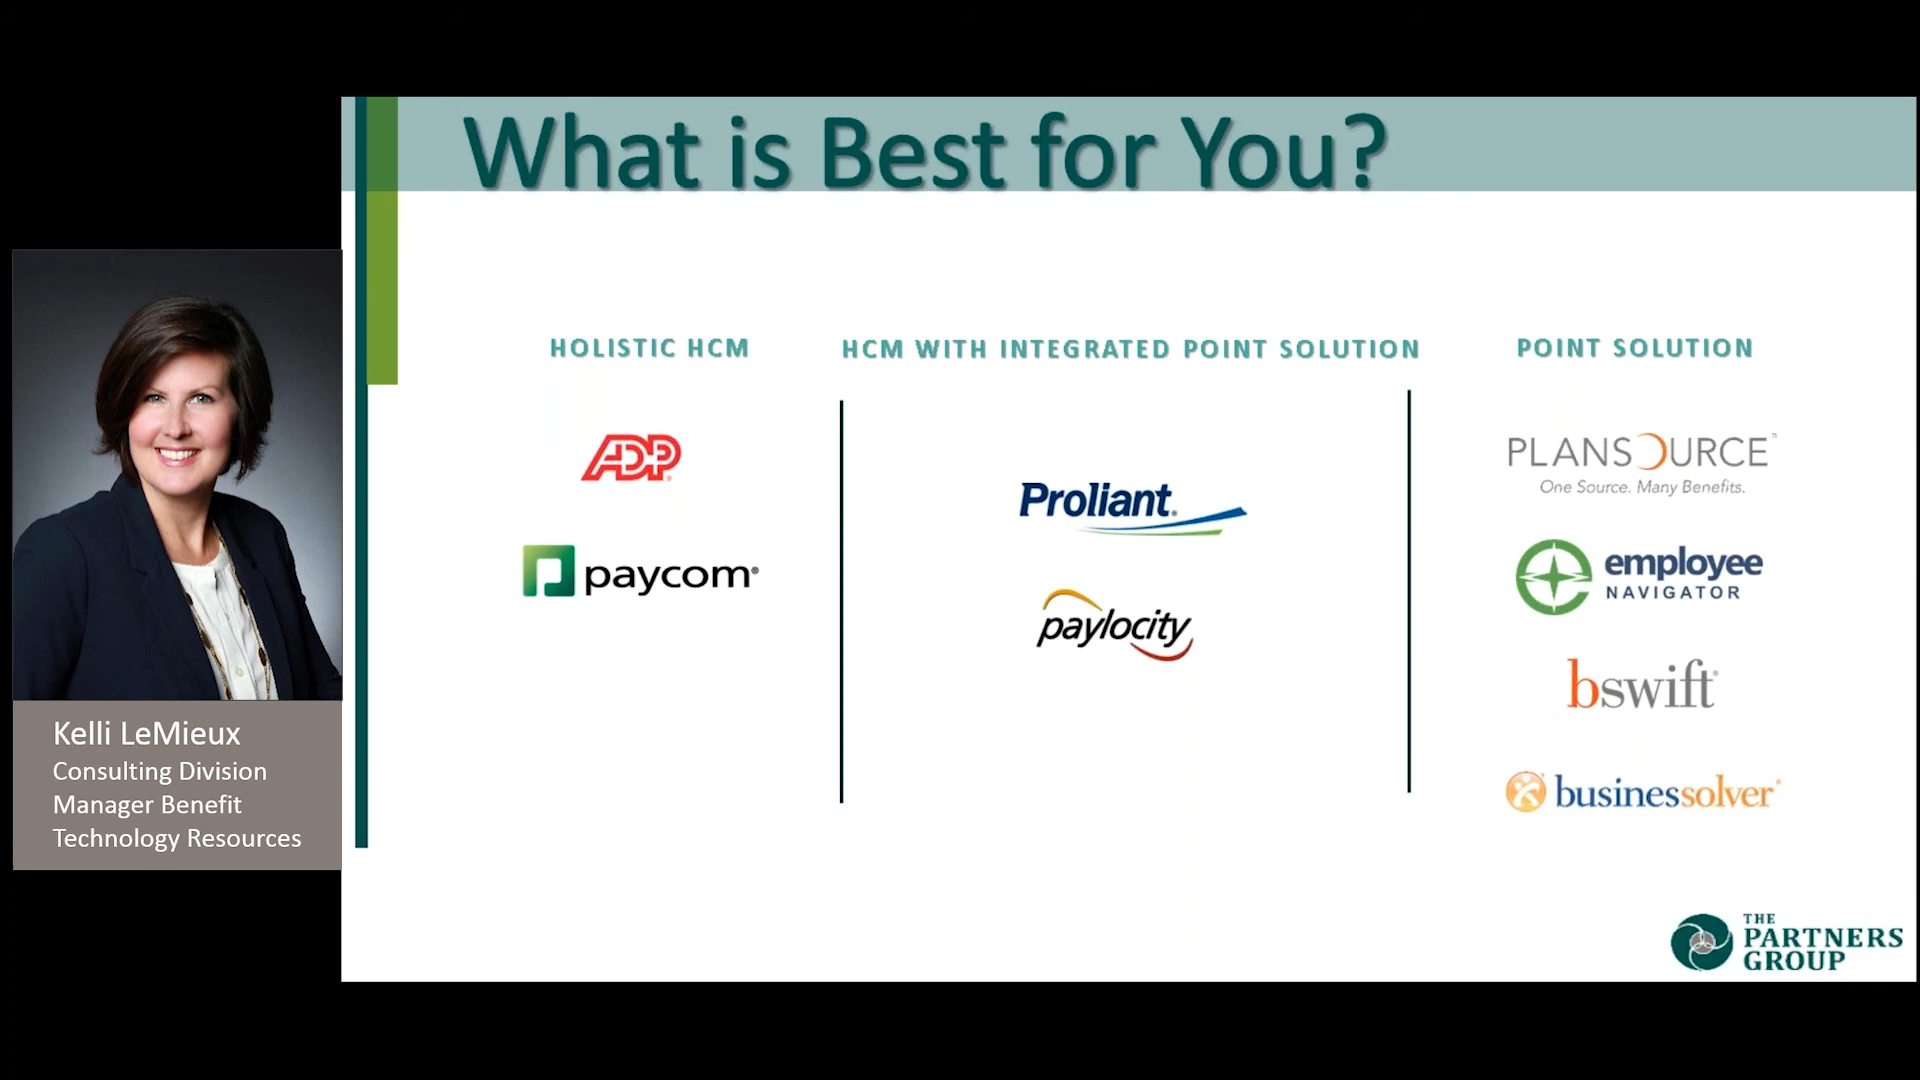 What is Best for You?
HOLISTIC HCM
HCM WITH INTEGRATED POINT SOLUTION
POINT SOLUTION
ADP
paycom®
Proliant®
paylocity
PLANSOURCE™
One Source. Many Benefits.
employee
NAVIGATOR
bswift®
businessolver®
Kelli LeMieux
Consulting Division
Manager Benefit
Technology Resources
THE
PARTNERS
GROUP